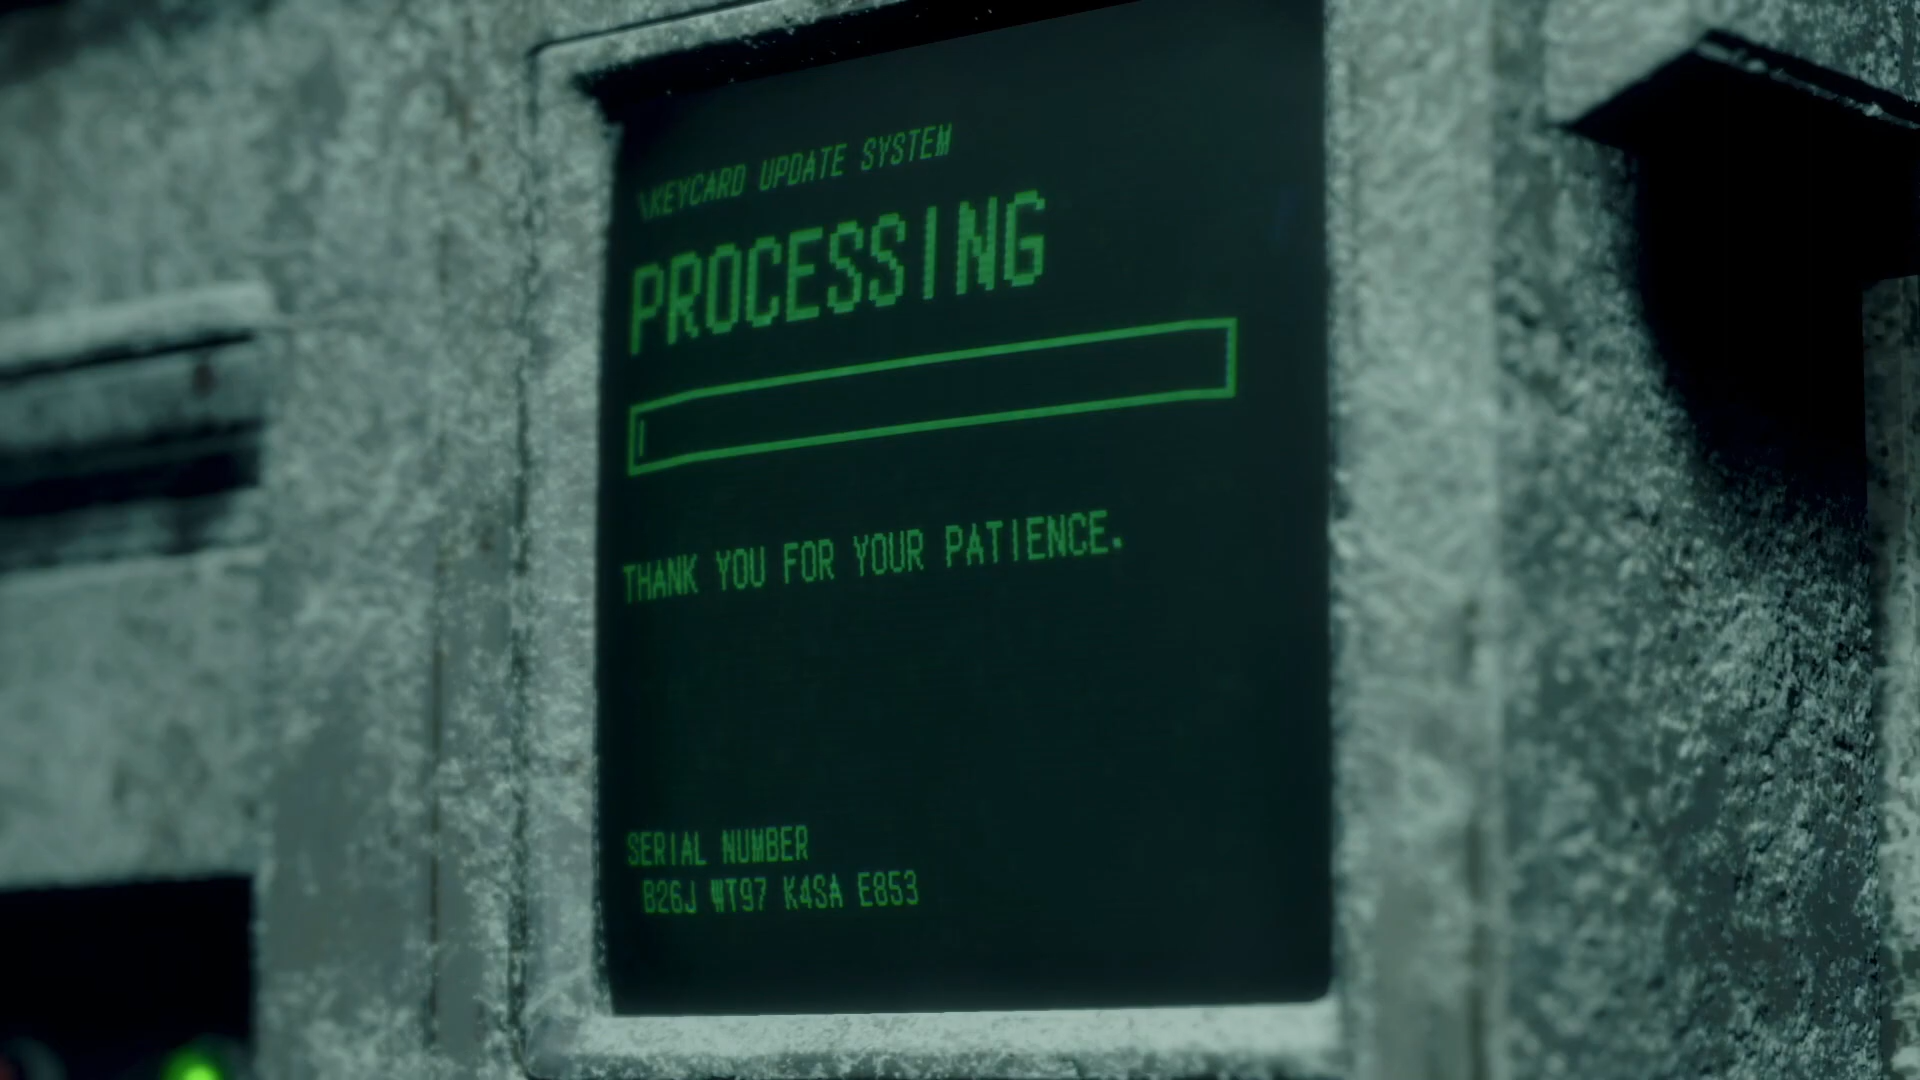 \KEYCARD UPDATE SYSTEM
PROCESSING
THANK YOU FOR YOUR PATIENCE.
SERIAL NUMBER
B26J WT97 K4SA E853